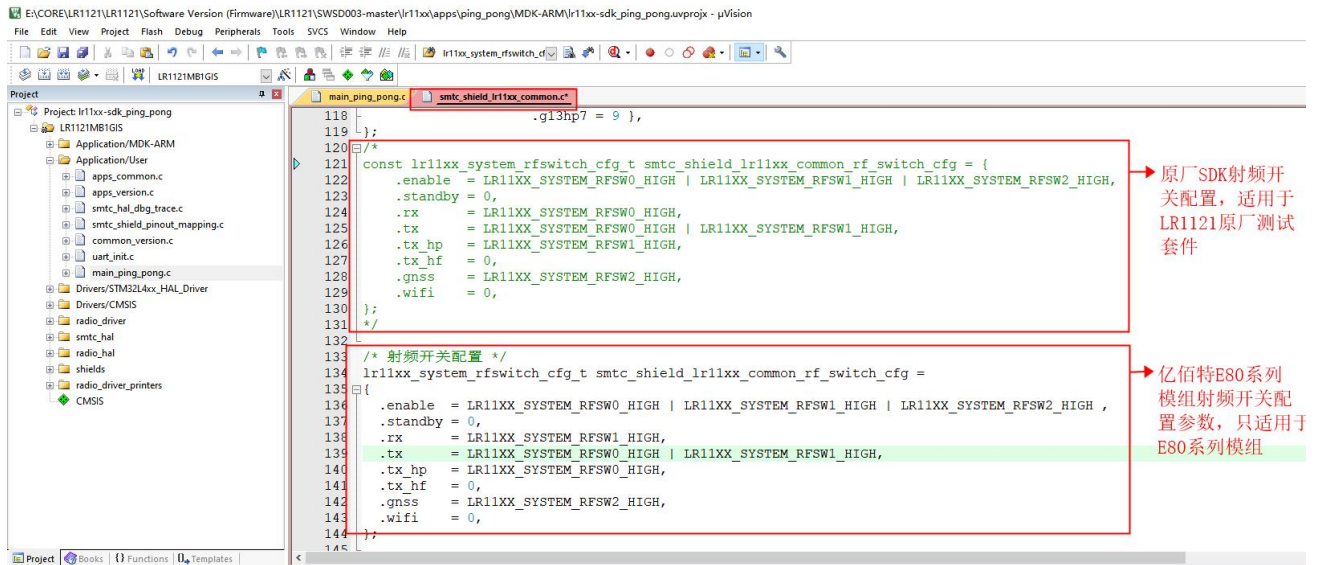 E:\CORE\LR1121\LR1121\Software Version (Firmware)\LR1121\SWSD003-master\lr11xx\apps\ping_pong\MDK-ARM\lr11xx-sdk_ping_pong.uvprojx - µVision
File Edit View Project Flash Debug Peripherals Tools SVCS Window Help
lr11xx_system_rfswitch_cf
LR1121MB1GIS
Project
main_ping_pong.c smtc_shield_lr11xx_common.c*
Project: lr11xx-sdk_ping_pong
LR1121MB1GIS
Application/MDK-ARM
Application/User
apps_common.c
apps_version.c
smtc_hal_dbg_trace.c
smtc_shield_pinout_mapping.c
common_version.c
uart_init.c
main_ping_pong.c
Drivers/STM32L4xx_HAL_Driver
Drivers/CMSIS
radio_driver
smtc_hal
radio_hal
shields
radio_driver_printers
CMSIS
Project Books {} Functions Templates
118 .g13hp7 = 9 },
119 };
120 /*
121 const lr11xx_system_rfswitch_cfg_t smtc_shield_lr11xx_common_rf_switch_cfg = {
122 .enable = LR11XX_SYSTEM_RFSW0_HIGH | LR11XX_SYSTEM_RFSW1_HIGH | LR11XX_SYSTEM_RFSW2_HIGH,
123 .standby = 0,
124 .rx = LR11XX_SYSTEM_RFSW0_HIGH,
125 .tx = LR11XX_SYSTEM_RFSW0_HIGH | LR11XX_SYSTEM_RFSW1_HIGH,
126 .tx_hp = LR11XX_SYSTEM_RFSW1_HIGH,
127 .tx_hf = 0,
128 .gnss = LR11XX_SYSTEM_RFSW2_HIGH,
129 .wifi = 0,
130 };
131 */
132
133 /* 射频开关配置 */
134 lr11xx_system_rfswitch_cfg_t smtc_shield_lr11xx_common_rf_switch_cfg =
135 {
136 .enable = LR11XX_SYSTEM_RFSW0_HIGH | LR11XX_SYSTEM_RFSW1_HIGH | LR11XX_SYSTEM_RFSW2_HIGH ,
137 .standby = 0,
138 .rx = LR11XX_SYSTEM_RFSW1_HIGH,
139 .tx = LR11XX_SYSTEM_RFSW0_HIGH | LR11XX_SYSTEM_RFSW1_HIGH,
140 .tx_hp = LR11XX_SYSTEM_RFSW0_HIGH,
141 .tx_hf = 0,
142 .gnss = LR11XX_SYSTEM_RFSW2_HIGH,
143 .wifi = 0,
144 };
145
原厂SDK射频开
关配置，适用于
LR1121原厂测试
套件
亿佰特E80系列
模组射频开关配
置参数，只适用于
E80系列模组